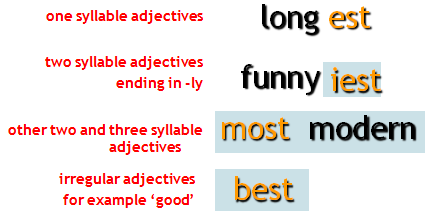 one syllable adjectives
long est
two syllable adjectives
ending in -ly
funny iest
other two and three syllable
adjectives
most modern
irregular adjectives
for example ‘good’
best